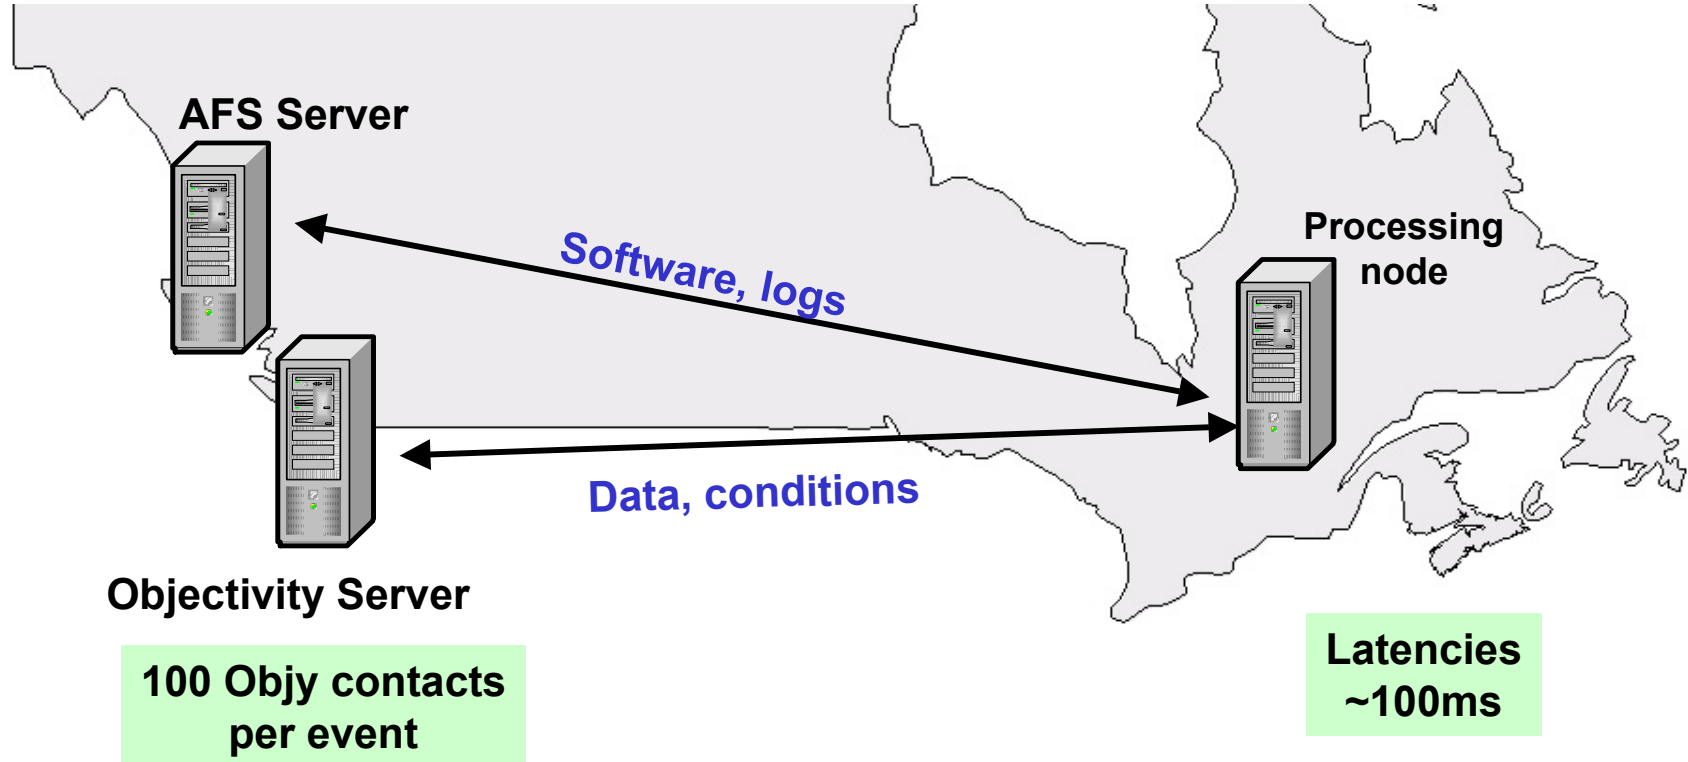 AFS Server
Software, logs
Processing
node
Data, conditions
Objectivity Server
100 Objy contacts
per event
Latencies
~100ms